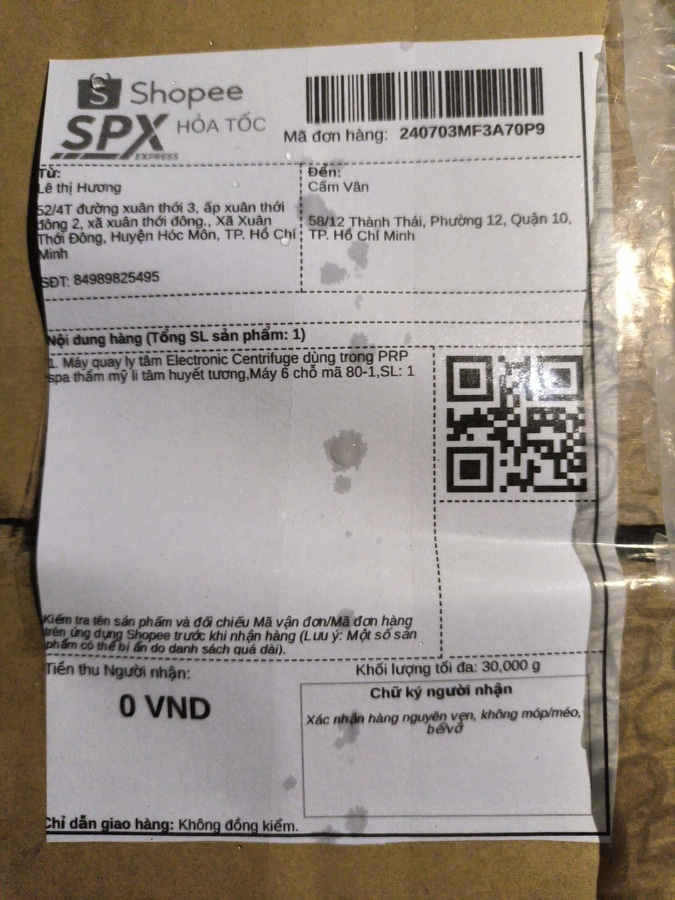 Shopee
SPX HỎA TỐC
EXPRESS
Mã đơn hàng: 240703MF3A70P9
Từ:
Lê thị Hương
52/4T đường xuân thới 3, ấp xuân thới
đông 2, xã xuân thới đông., Xã Xuân
Thới Đông, Huyện Hóc Môn, TP. Hồ Chí
Minh
SĐT: 84989825495
Đến:
Cẩm Vân
58/12 Thành Thái, Phường 12, Quận 10,
TP. Hồ Chí Minh
Nội dung hàng (Tổng SL sản phẩm: 1)
1. Máy quay ly tâm Electronic Centrifuge dùng trong PRP
spa thẩm mỹ li tâm huyết tương,Máy 6 chỗ mã 80-1,SL: 1
Kiểm tra tên sản phẩm và đối chiếu Mã vận đơn/Mã đơn hàng
trên ứng dụng Shopee trước khi nhận hàng (Lưu ý: Một số sản
phẩm có thể bị ẩn do danh sách quá dài).
Tiền thu Người nhận:
0 VND
Khối lượng tối đa: 30,000 g
Chữ ký người nhận
Xác nhận hàng nguyên vẹn, không móp/méo,
bể/vỡ
Chỉ dẫn giao hàng: Không đồng kiểm.